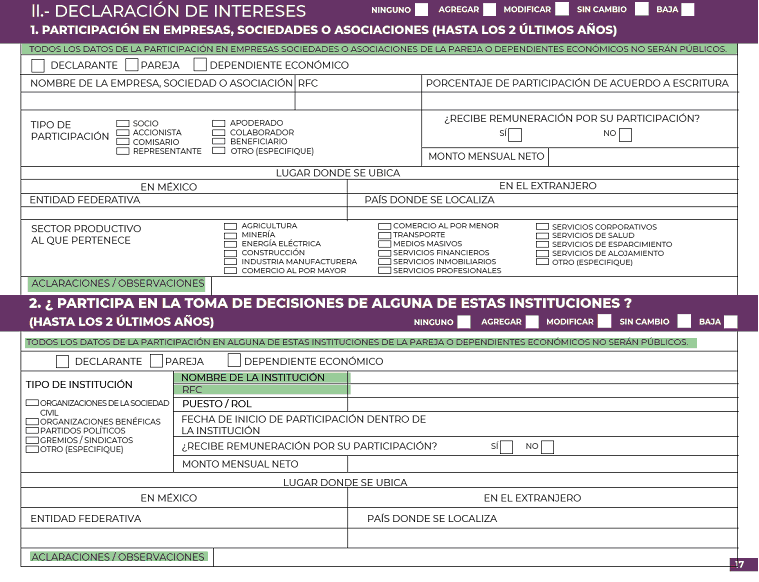 II.- DECLARACIÓN DE INTERESES
NINGUNO AGREGAR MODIFICAR SIN CAMBIO BAJA
1. PARTICIPACIÓN EN EMPRESAS, SOCIEDADES O ASOCIACIONES (HASTA LOS 2 ÚLTIMOS AÑOS)
TODOS LOS DATOS DE LA PARTICIPACIÓN EN EMPRESAS SOCIEDADES O ASOCIACIONES DE LA PAREJA O DEPENDIENTES ECONÓMICOS NO SERÁN PÚBLICOS.
DECLARANTE PAREJA DEPENDIENTE ECONÓMICO
NOMBRE DE LA EMPRESA, SOCIEDAD O ASOCIACIÓN RFC PORCENTAJE DE PARTICIPACIÓN DE ACUERDO A ESCRITURA
TIPO DE
PARTICIPACIÓN
SOCIO
ACCIONISTA
COMISARIO
REPRESENTANTE
APODERADO
COLABORADOR
BENEFICIARIO
OTRO (ESPECIFIQUE)
¿RECIBE REMUNERACIÓN POR SU PARTICIPACIÓN?
SÍ NO
MONTO MENSUAL NETO
LUGAR DONDE SE UBICA
EN MÉXICO EN EL EXTRANJERO
ENTIDAD FEDERATIVA PAÍS DONDE SE LOCALIZA
SECTOR PRODUCTIVO
AL QUE PERTENECE
AGRICULTURA
MINERÍA
ENERGÍA ELÉCTRICA
CONSTRUCCIÓN
INDUSTRIA MANUFACTURERA
COMERCIO AL POR MAYOR
COMERCIO AL POR MENOR
TRANSPORTE
MEDIOS MASIVOS
SERVICIOS FINANCIEROS
SERVICIOS INMOBILIARIOS
SERVICIOS PROFESIONALES
SERVICIOS CORPORATIVOS
SERVICIOS DE SALUD
SERVICIOS DE ESPARCIMIENTO
SERVICIOS DE ALOJAMIENTO
OTRO (ESPECIFIQUE)
ACLARACIONES / OBSERVACIONES
2. ¿ PARTICIPA EN LA TOMA DE DECISIONES DE ALGUNA DE ESTAS INSTITUCIONES ?
(HASTA LOS 2 ÚLTIMOS AÑOS)
NINGUNO AGREGAR MODIFICAR SIN CAMBIO BAJA
TODOS LOS DATOS DE LA PARTICIPACIÓN EN ALGUNA DE ESTAS INSTITUCIONES DE LA PAREJA O DEPENDIENTES ECONÓMICOS NO SERÁN PÚBLICOS.
DECLARANTE PAREJA DEPENDIENTE ECONÓMICO
TIPO DE INSTITUCIÓN
ORGANIZACIONES DE LA SOCIEDAD
CIVIL
ORGANIZACIONES BENÉFICAS
PARTIDOS POLÍTICOS
GREMIOS / SINDICATOS
OTRO (ESPECIFIQUE)
NOMBRE DE LA INSTITUCIÓN
RFC
PUESTO / ROL
FECHA DE INICIO DE PARTICIPACIÓN DENTRO DE
LA INSTITUCIÓN
¿RECIBE REMUNERACIÓN POR SU PARTICIPACIÓN? SÍ NO
MONTO MENSUAL NETO
LUGAR DONDE SE UBICA
EN MÉXICO EN EL EXTRANJERO
ENTIDAD FEDERATIVA PAÍS DONDE SE LOCALIZA
ACLARACIONES / OBSERVACIONES
17